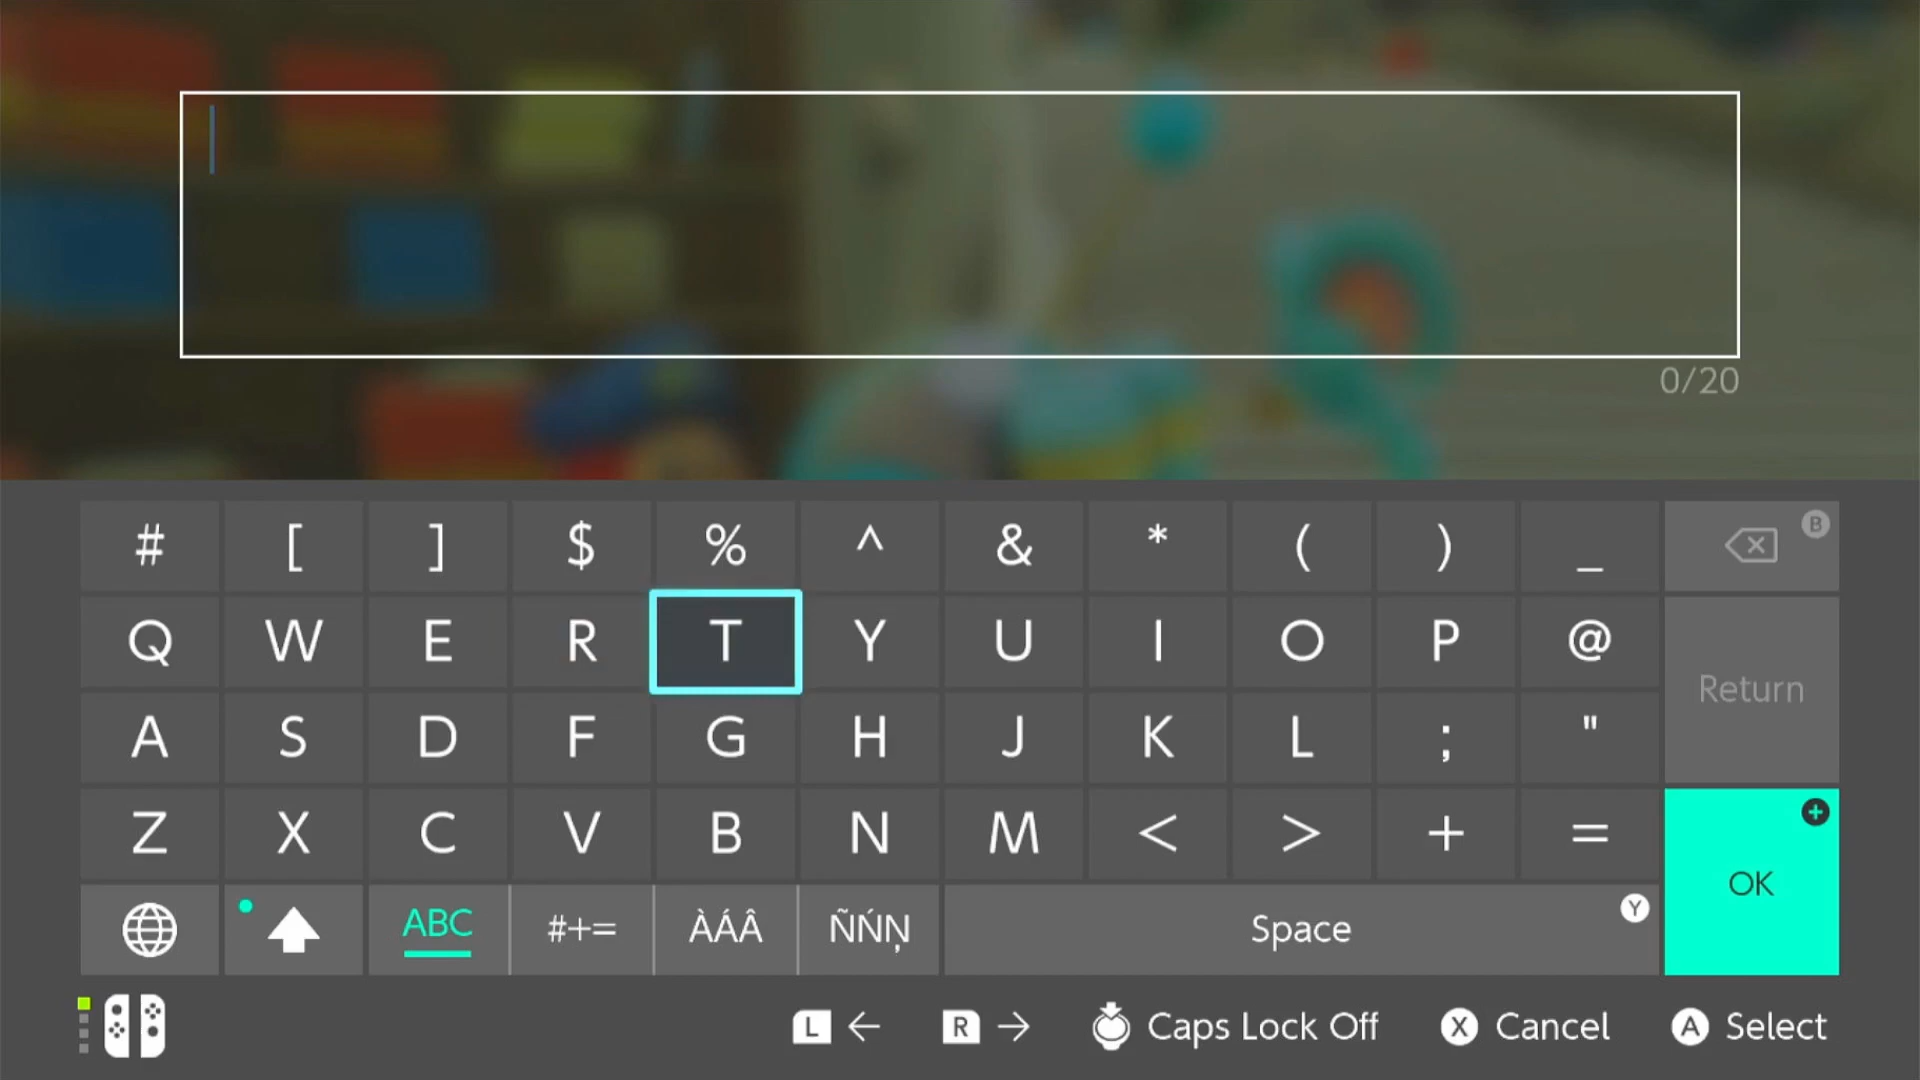 0/20
# [ ] $ % ^ & * ( ) _ B
Q W E R T Y U I O P @ Return
A S D F G H J K L ; "
Z X C V B N M < > + = + OK
ABC #+= ÀÁÂ ÑŃŅ Space Y
L ← R → Caps Lock Off X Cancel A Select